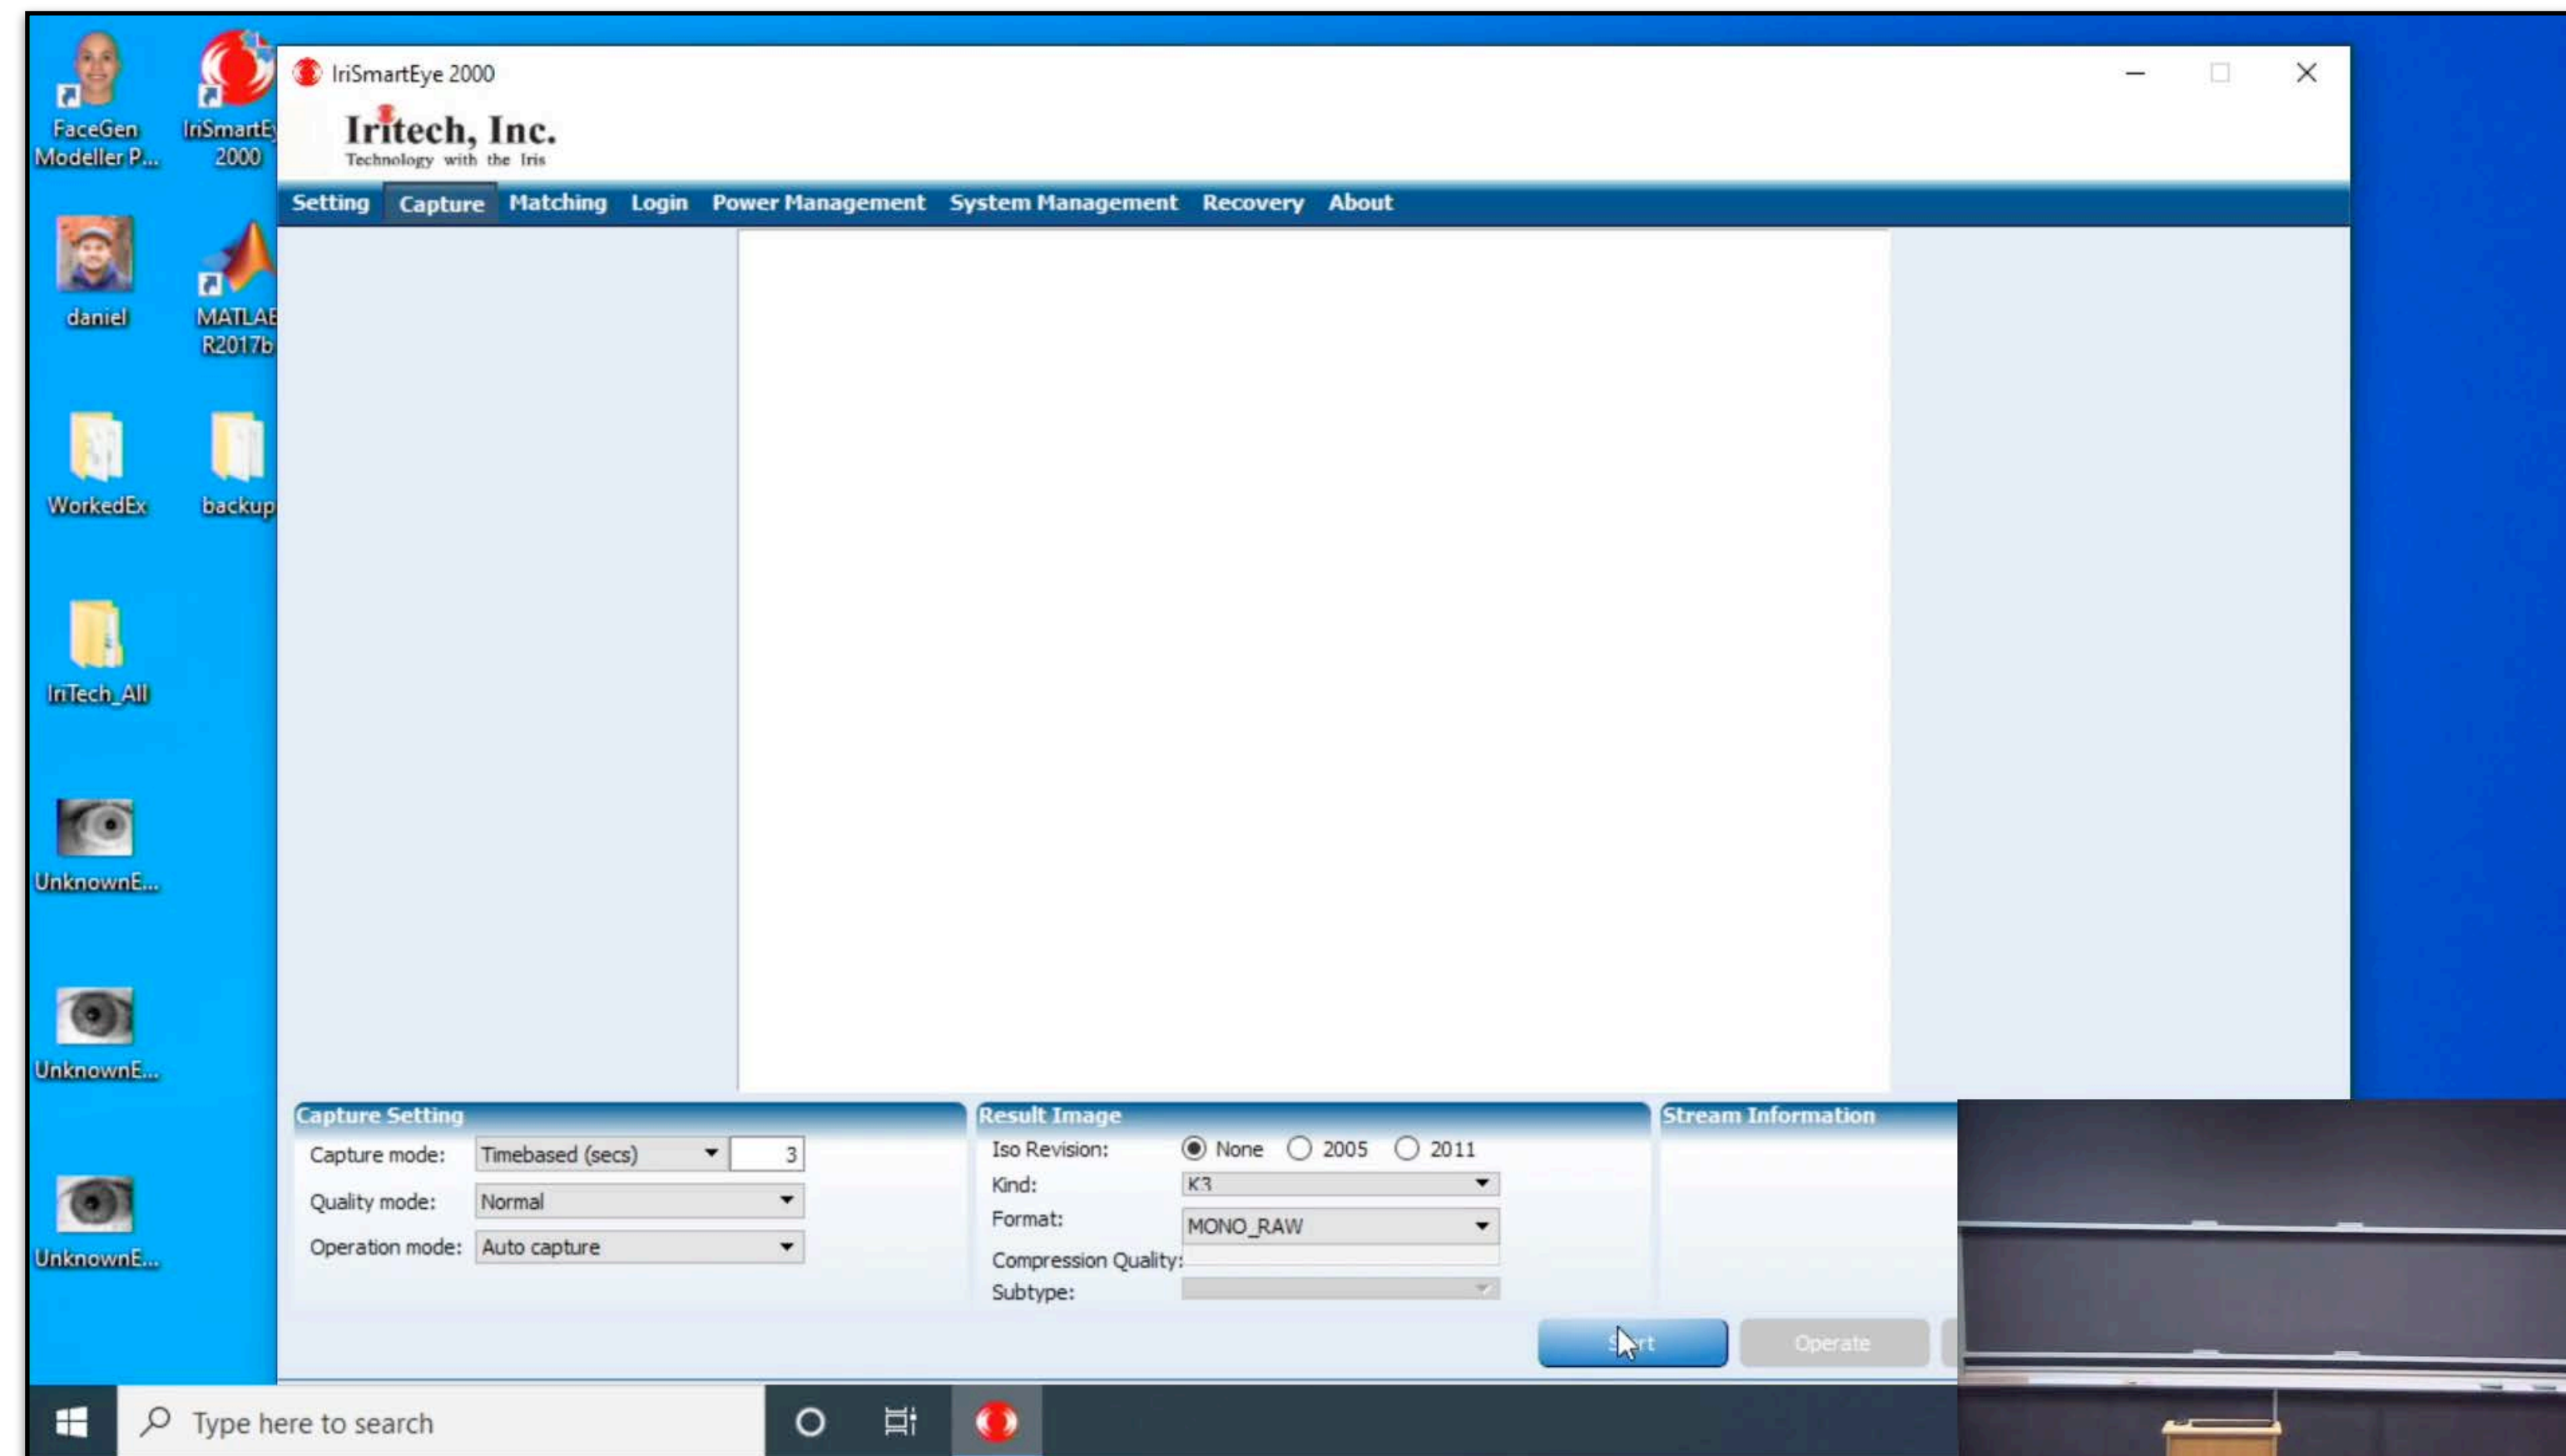 FaceGen
Modeller P...
IriSmartEy
2000
daniel
MATLAB
R2017b
WorkedEx
backup
IriTech_All
UnknownE...
UnknownE...
UnknownE...
IriSmartEye 2000
Iritech, Inc.
Technology with the Iris
Setting Capture Matching Login Power Management System Management Recovery About
Capture Setting
Capture mode: Timebased (secs) 3
Quality mode: Normal
Operation mode: Auto capture
Result Image
Iso Revision: None 2005 2011
Kind: K3
Format: MONO_RAW
Compression Quality:
Subtype:
Stream Information
Start Operate
Type here to search